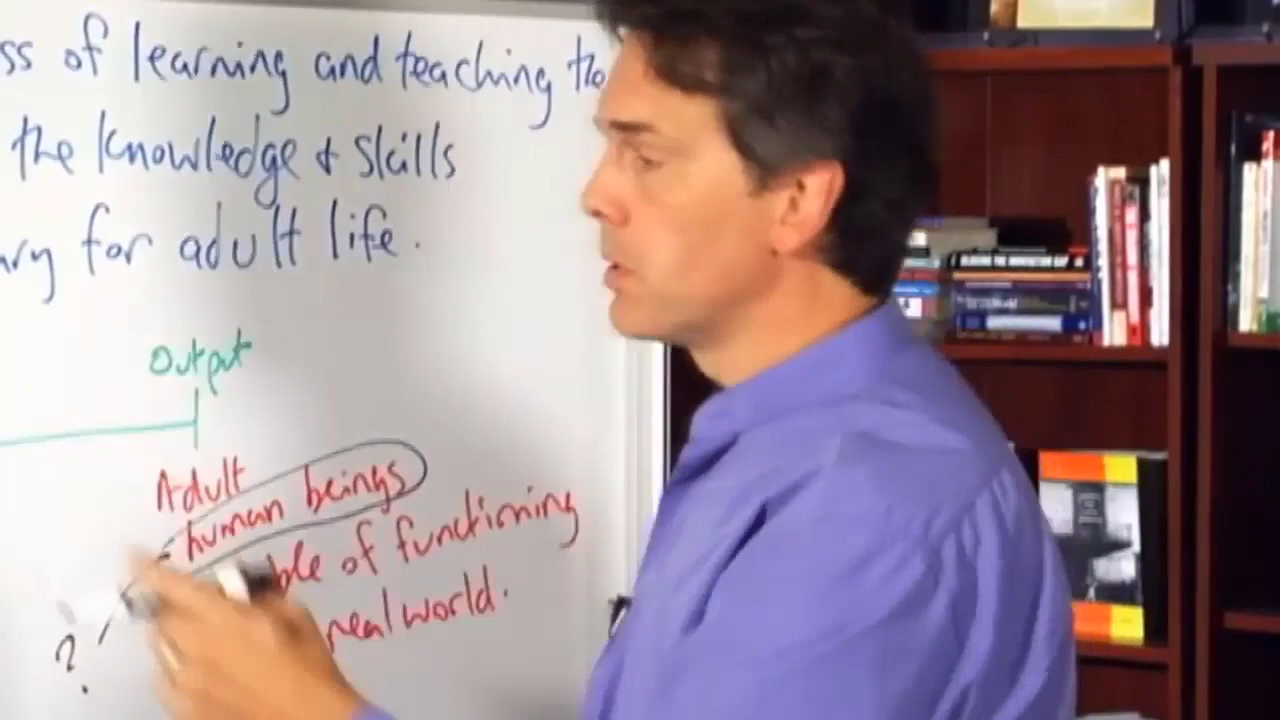 ss of learning and teaching the
the knowledge & skills
ary for adult life.
Output
Adult
human beings
ble of functioning
real world.
?